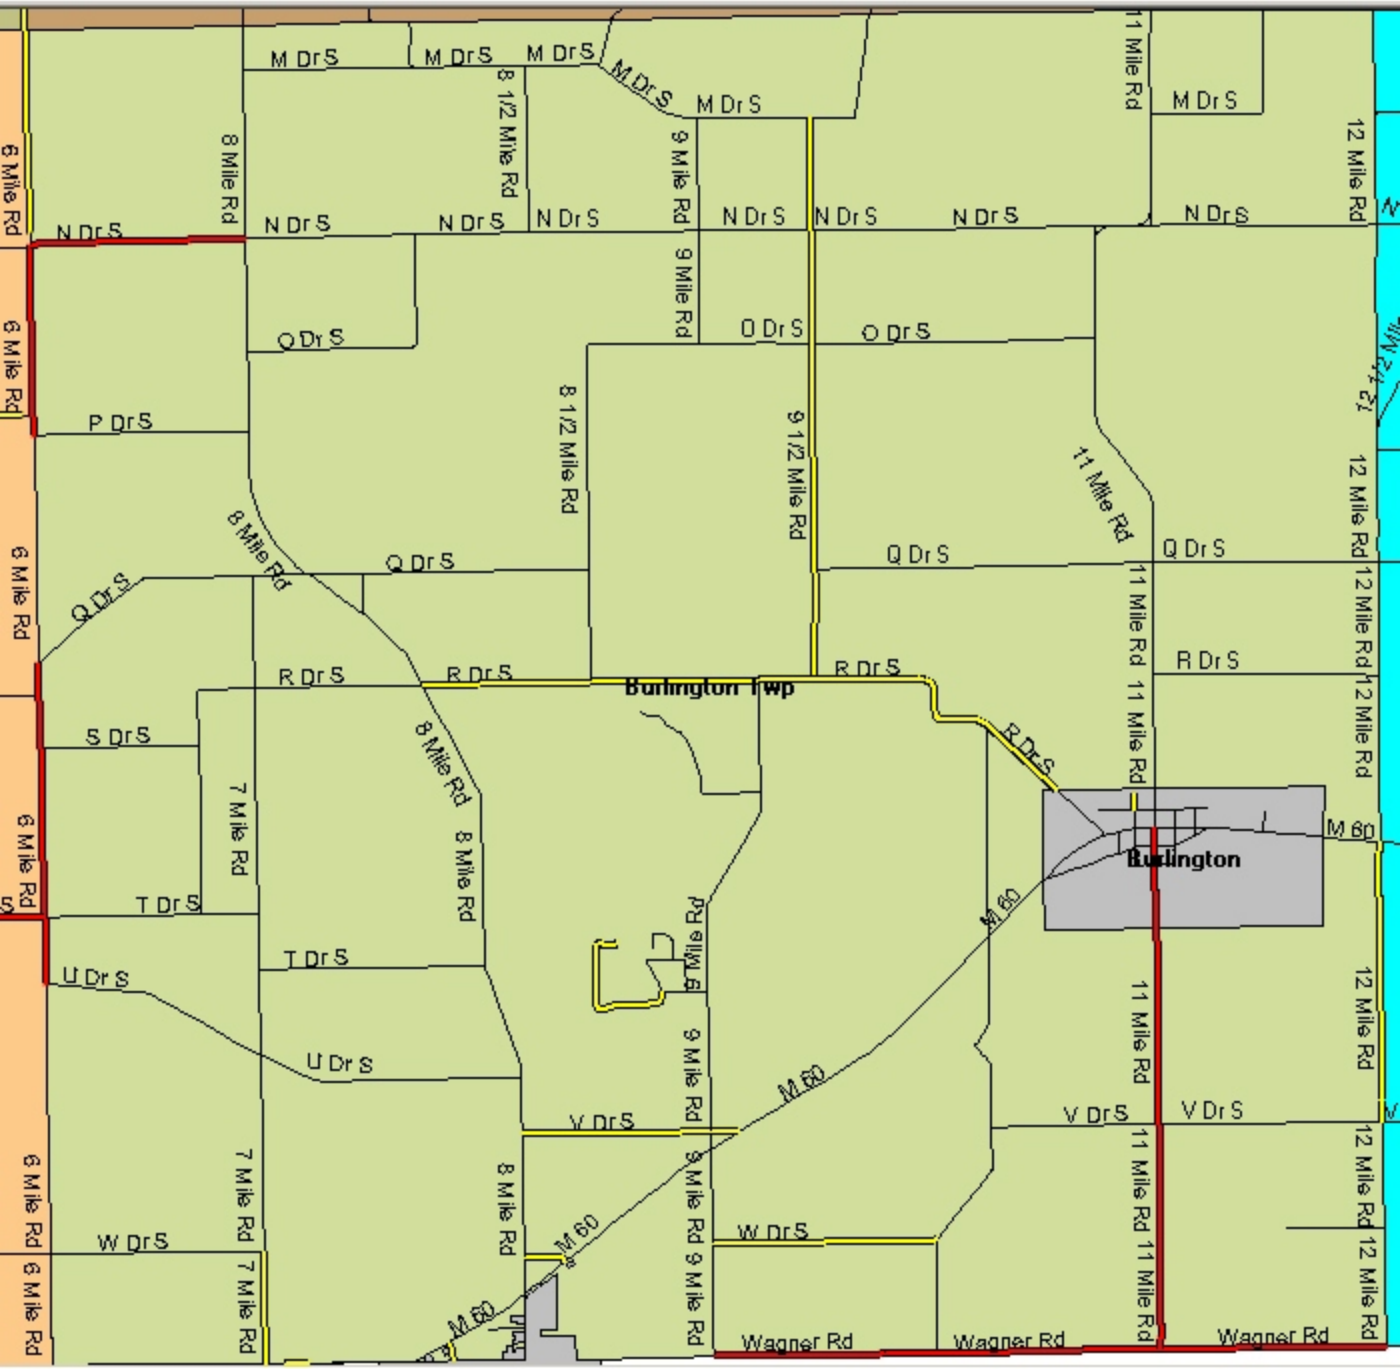 M Dr S
M Dr S
M Dr S
M Dr S
M Dr S
M Dr S
11 Mile Rd
8 1/2 Mile Rd
6 Mile Rd
8 Mile Rd
9 Mile Rd
12 Mile Rd
N Dr S
N Dr S
N Dr S
N Dr S
N Dr S
N Dr S
N Dr S
N Dr S
N
9 Mile Rd
6 Mile Rd
O Dr S
O Dr S
O Dr S
P Dr S
8 1/2 Mile Rd
9 1/2 Mile Rd
11 Mile Rd
12 Mile Rd
8 Mile Rd
6 Mile Rd
Q Dr S
Q Dr S
Q Dr S
Q Dr S
11 Mile Rd
12 Mile Rd
R Dr S
R Dr S
R Dr S
R Dr S
Burlington Twp
11 Mile Rd
12 Mile Rd
S Dr S
8 Mile Rd
R Dr S
7 Mile Rd
6 Mile Rd
8 Mile Rd
M 60
Burlington
S
T Dr S
9 Mile Rd
M 60
T Dr S
U Dr S
11 Mile Rd
12 Mile Rd
U Dr S
9 Mile Rd
M 60
V Dr S
V Dr S
V Dr S
V
6 Mile Rd
7 Mile Rd
8 Mile Rd
9 Mile Rd
11 Mile Rd
12 Mile Rd
W Dr S
M 60
W Dr S
6 Mile Rd
7 Mile Rd
9 Mile Rd
11 Mile Rd
12 Mile Rd
M 60
Wagner Rd
Wagner Rd
Wagner Rd